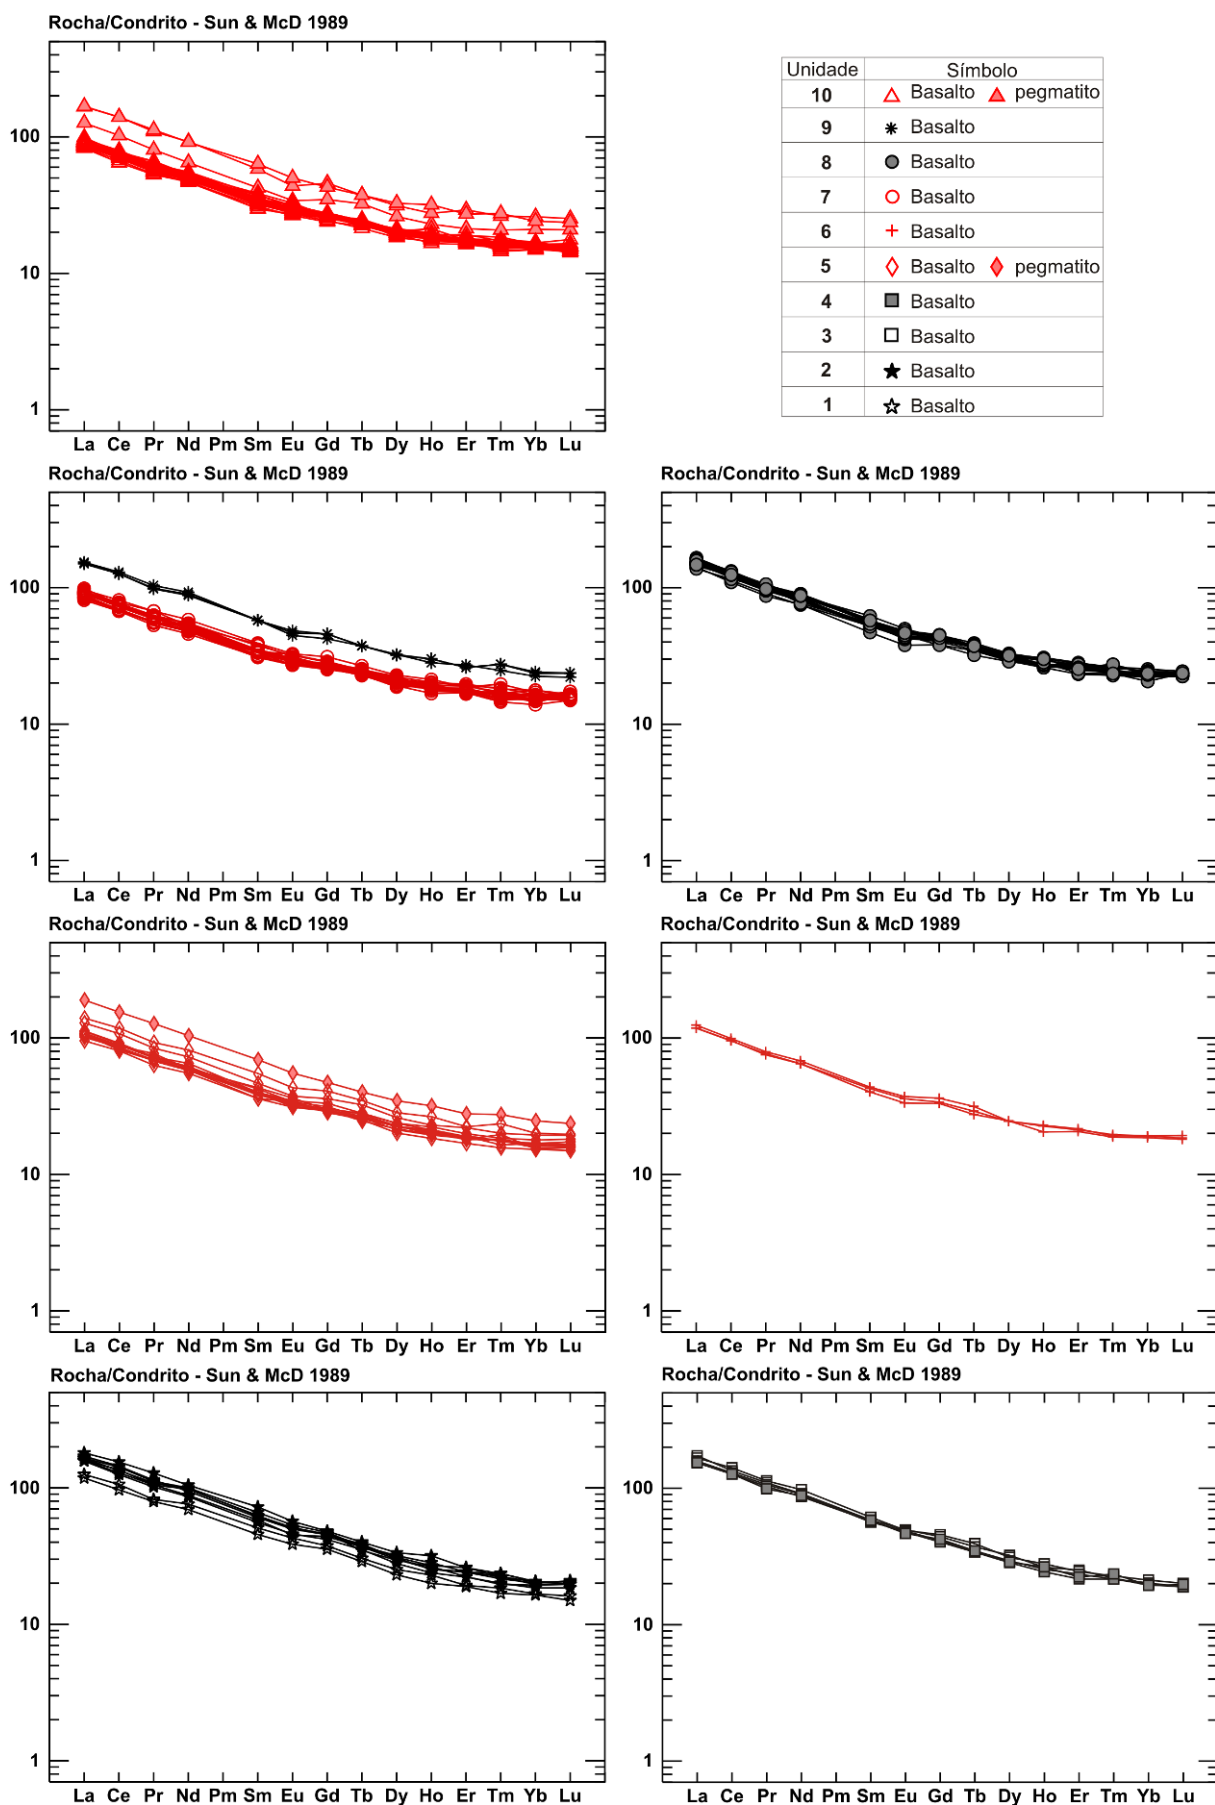 Rocha/Condrito - Sun & McD 1989
100
10
1
La Ce Pr Nd Pm Sm Eu Gd Tb Dy Ho Er Tm Yb Lu
Unidade Símbolo
10 Basalto pegmatito
9 Basalto
8 Basalto
7 Basalto
6 Basalto
5 Basalto pegmatito
4 Basalto
3 Basalto
2 Basalto
1 Basalto
Rocha/Condrito - Sun & McD 1989
100
10
1
La Ce Pr Nd Pm Sm Eu Gd Tb Dy Ho Er Tm Yb Lu
Rocha/Condrito - Sun & McD 1989
100
10
1
La Ce Pr Nd Pm Sm Eu Gd Tb Dy Ho Er Tm Yb Lu
Rocha/Condrito - Sun & McD 1989
100
10
1
La Ce Pr Nd Pm Sm Eu Gd Tb Dy Ho Er Tm Yb Lu
Rocha/Condrito - Sun & McD 1989
100
10
1
La Ce Pr Nd Pm Sm Eu Gd Tb Dy Ho Er Tm Yb Lu
Rocha/Condrito - Sun & McD 1989
100
10
1
La Ce Pr Nd Pm Sm Eu Gd Tb Dy Ho Er Tm Yb Lu
Rocha/Condrito - Sun & McD 1989
100
10
1
La Ce Pr Nd Pm Sm Eu Gd Tb Dy Ho Er Tm Yb Lu